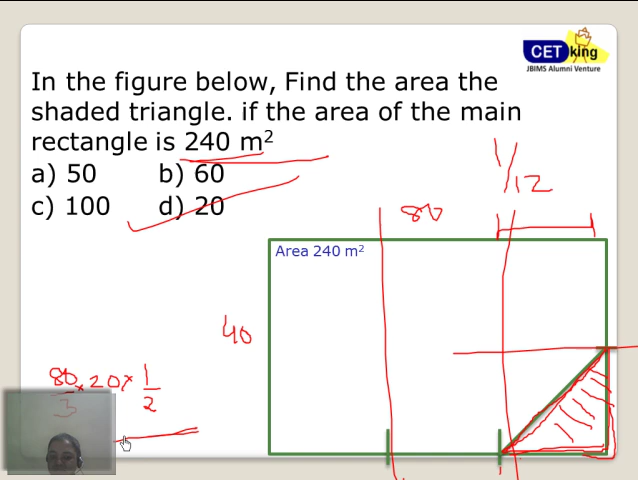 CET king
JBIMS Alumni Venture
In the figure below, Find the area the
shaded triangle. if the area of the main
rectangle is 240 m²
a) 50 b) 60
c) 100 d) 20
1/12
80
Area 240 m²
40
80/3 × 20 × 1/2